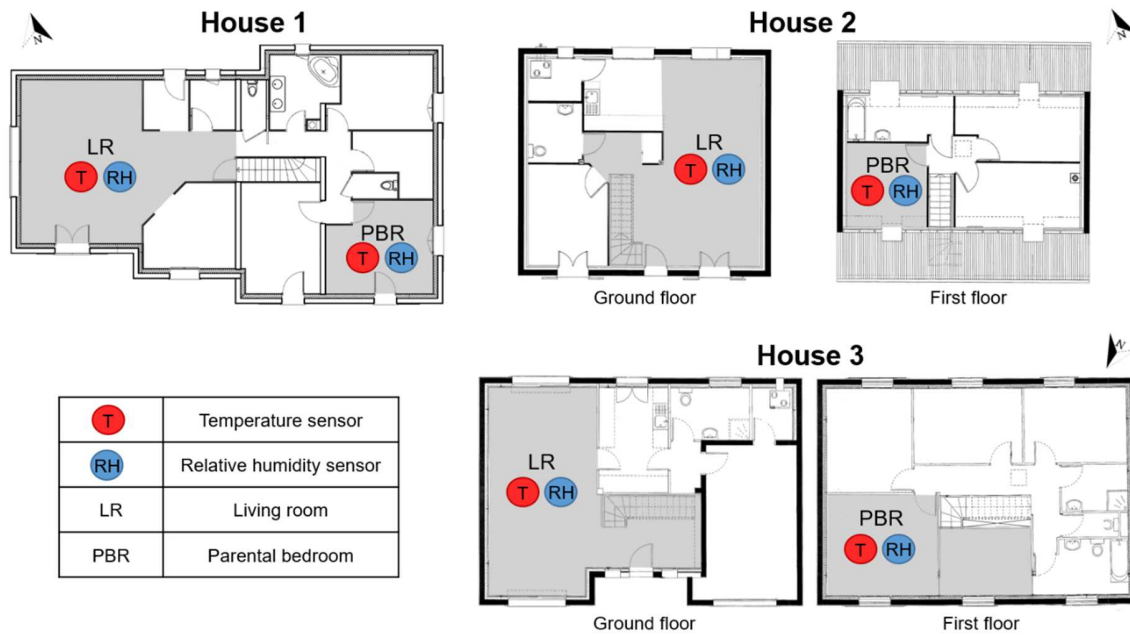 House 1
N
LR
T RH
PBR
T RH
House 2
N
LR
T RH
Ground floor
PBR
T RH
First floor
House 3
N
LR
T RH
Ground floor
PBR
T RH
First floor
T Temperature sensor
RH Relative humidity sensor
LR Living room
PBR Parental bedroom